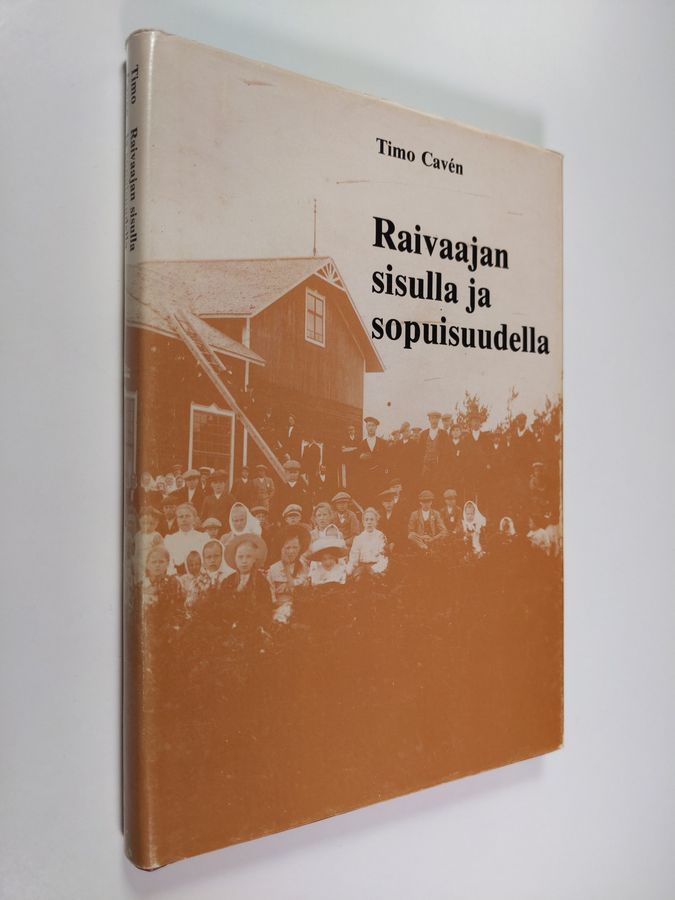 Timo Cavén
Raivaajan
sisulla ja
sopuisuudella
Timo Raivaajan sisulla